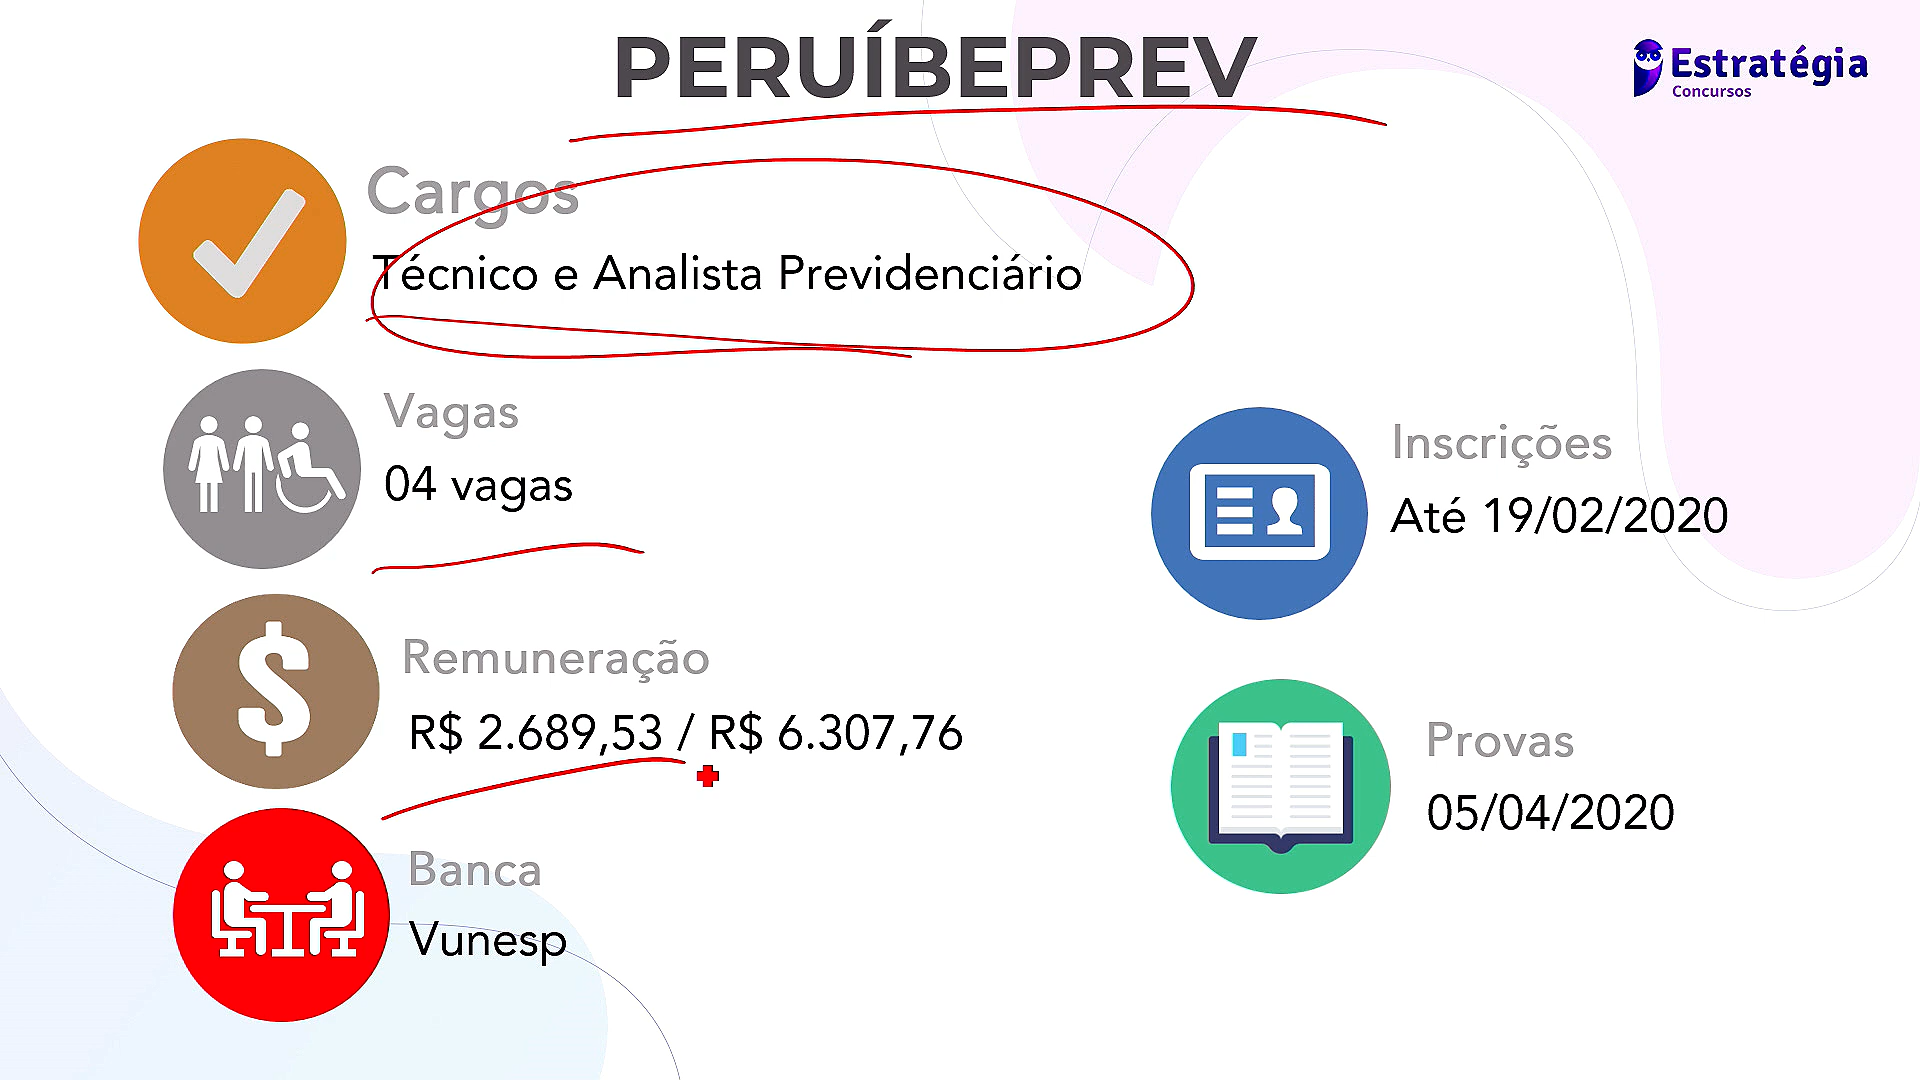 PERUÍBEPREV
Estratégia
Concursos
Cargos
Técnico e Analista Previdenciário
Vagas
04 vagas
Remuneração
R$ 2.689,53 / R$ 6.307,76
Banca
Vunesp
Inscrições
Até 19/02/2020
Provas
05/04/2020